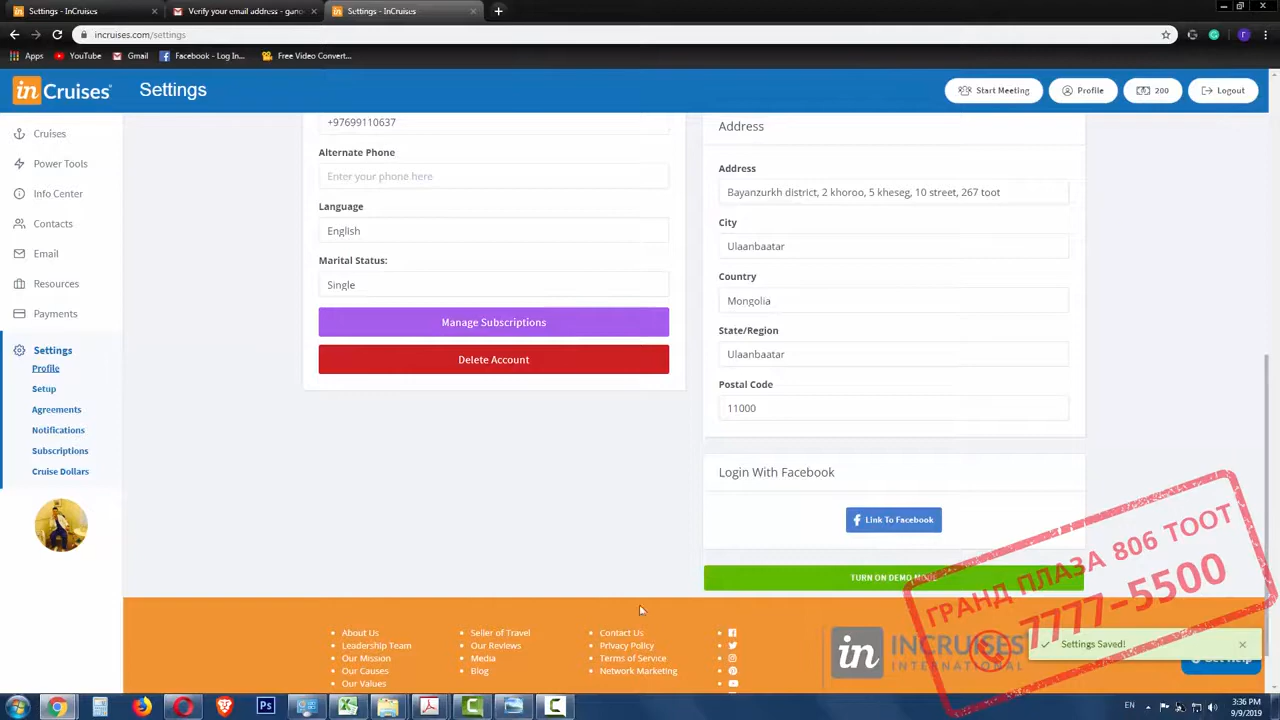 Settings - InCruises
Verify your email address - gan
Settings - InCruises
incruises.com/settings
Apps
YouTube
Gmail
Facebook - Log In...
Free Video Convert...
in Cruises
Settings
Start Meeting
Profile
200
Logout
Cruises
Power Tools
Info Center
Contacts
Email
Resources
Payments
Settings
Profile
Setup
Agreements
Notifications
Subscriptions
Cruise Dollars
+97699110637
Alternate Phone
Enter your phone here
Language
English
Marital Status:
Single
Manage Subscriptions
Delete Account
Address
Address
Bayanzurkh district, 2 khoroo, 5 kheseg, 10 street, 267 toot
City
Ulaanbaatar
Country
Mongolia
State/Region
Ulaanbaatar
Postal Code
11000
Login With Facebook
Link To Facebook
TURN ON DEMO MODE
ГРАНД ПЛАЗА 806 ТООТ
7777-5500
About Us
Leadership Team
Our Mission
Our Causes
Our Values
Seller of Travel
Our Reviews
Media
Blog
Contact Us
Privacy Policy
Terms of Service
Network Marketing
in INCRUISES
INTERNATIONAL
Settings Saved!
Get Help
EN
3:36 PM
9/9/2019